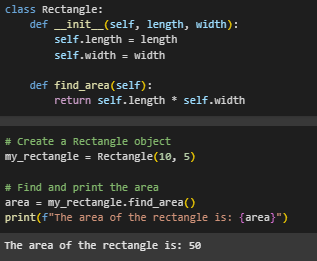 class Rectangle:
    def __init__(self, length, width):
        self.length = length
        self.width = width

    def find_area(self):
        return self.length * self.width

# Create a Rectangle object
my_rectangle = Rectangle(10, 5)

# Find and print the area
area = my_rectangle.find_area()
print(f"The area of the rectangle is: {area}")
The area of the rectangle is: 50